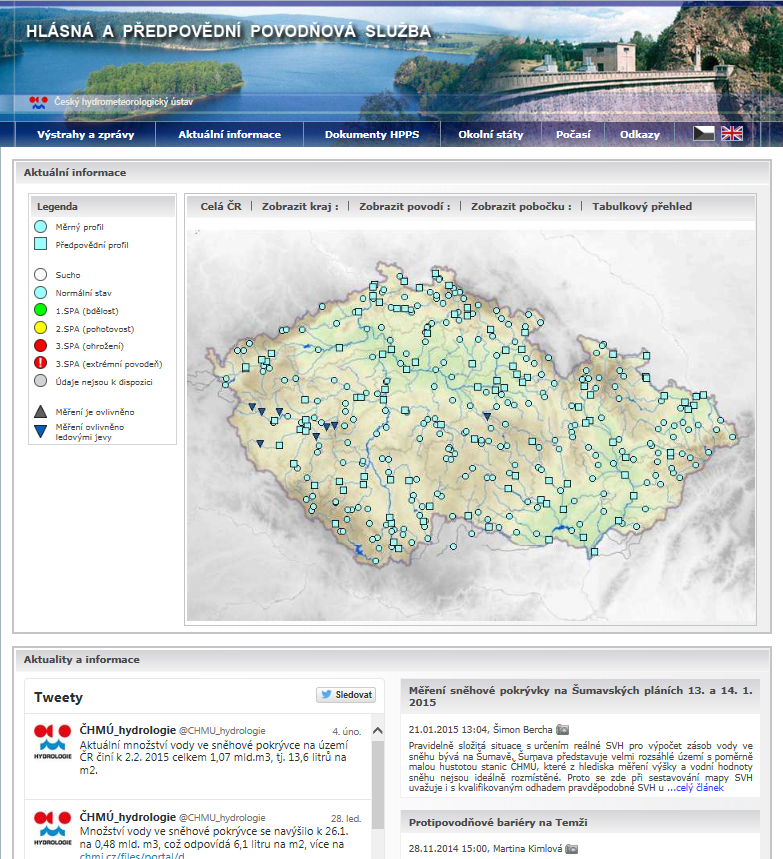 HLÁSNÁ A PŘEDPOVĚDNÍ POVODŇOVÁ SLUŽBA
Český hydrometeorologický ústav
Výstrahy a zprávy
Aktuální informace
Dokumenty HPPS
Okolní státy
Počasí
Odkazy
Aktuální informace
Legenda
Měrný profil
Předpovědní profil
Sucho
Normální stav
1.SPA (bdělost)
2.SPA (pohotovost)
3.SPA (ohrožení)
3.SPA (extrémní povodeň)
Údaje nejsou k dispozici
Měření je ovlivněno
Měření ovlivněno
ledovými jevy
Celá ČR | Zobrazit kraj : | Zobrazit povodí : | Zobrazit pobočku : | Tabulkový přehled
Aktuality a informace
Tweety
Sledovat
HYDROLOGIE
ČHMÚ_hydrologie @CHMU_hydrologie 4. úno.
Aktuální množství vody ve sněhové pokrývce na území
ČR činí k 2.2. 2015 celkem 1,07 mld.m3, tj. 13,6 litrů na
m2.
HYDROLOGIE
ČHMÚ_hydrologie @CHMU_hydrologie 28. led.
Množství vody ve sněhové pokrývce se navýšilo k 26.1.
na 0,48 mld. m3, což odpovídá 6,1 litru na m2, více na
chmi.cz/files/portal/d
Měření sněhové pokrývky na Šumavských pláních 13. a 14. 1.
2015
21.01.2015 13:04, Šimon Bercha
Pravidelně složitá situace s určením reálné SVH pro výpočet zásob vody ve
sněhu bývá na Šumavě. Šumava představuje velmi rozsáhlé území s poměrně
malou hustotou stanic ČHMÚ, které z hlediska měření výšky a vodní hodnoty
sněhu nejsou ideálně rozmístěné. Proto se zde při sestavování mapy SVH
uvažuje i s kvalifikovaným odhadem pravděpodobné SVH u ...celý článek
Protipovodňové bariéry na Temži
28.11.2014 15:00, Martina Kimlová